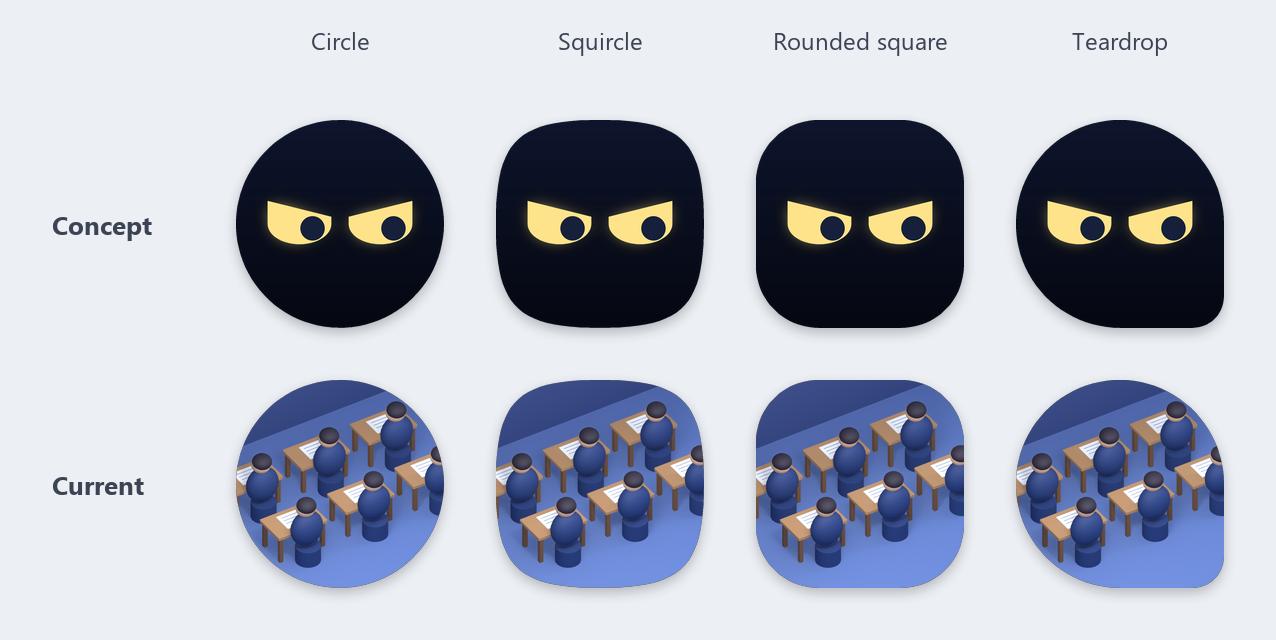 Circle
Squircle
Rounded square
Teardrop
Concept
Current